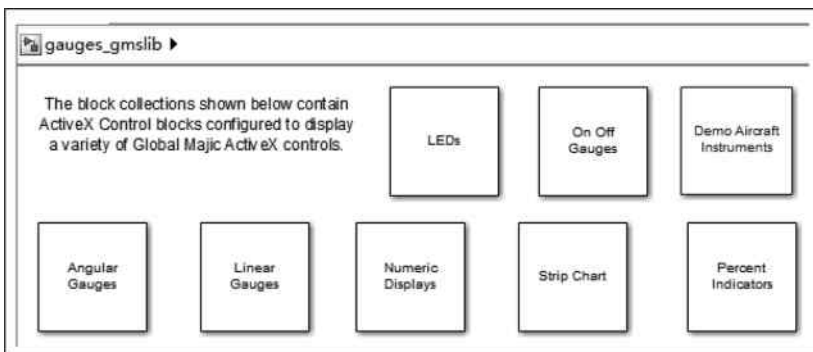 gauges_gmslib
The block collections shown below contain
ActiveX Control blocks configured to display
a variety of Global Majic ActiveX controls.
LEDs
On Off
Gauges
Demo Aircraft
Instruments
Angular
Gauges
Linear
Gauges
Numeric
Displays
Strip Chart
Percent
Indicators